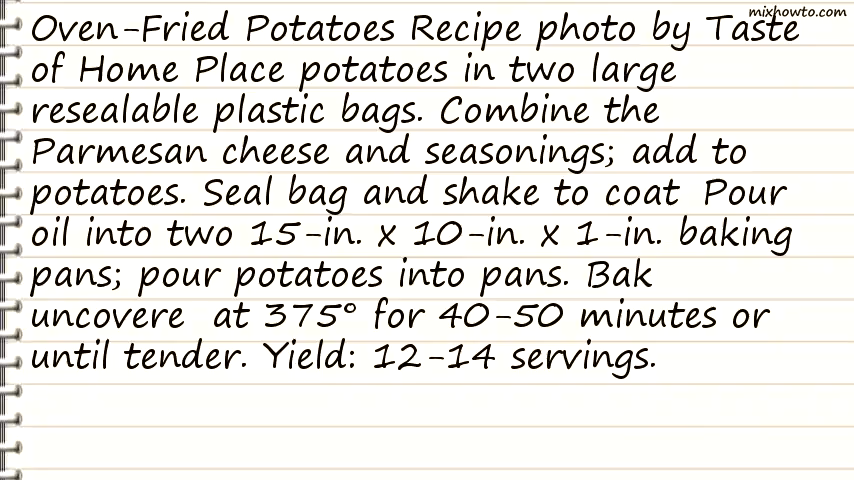 mixhowto.com
Oven-Fried Potatoes Recipe photo by Taste
of Home Place potatoes in two large
resealable plastic bags. Combine the
Parmesan cheese and seasonings; add to
potatoes. Seal bag and shake to coat  Pour
oil into two 15-in. x 10-in. x 1-in. baking
pans; pour potatoes into pans. Bak
uncovere  at 375° for 40-50 minutes or
until tender. Yield: 12-14 servings.